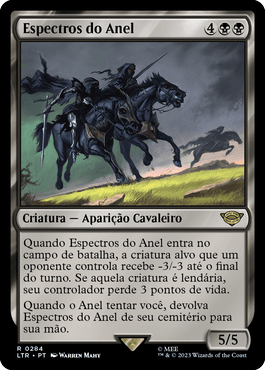 Espectros do Anel 4
Criatura — Aparição Cavaleiro
Quando Espectros do Anel entra no
campo de batalha, a criatura alvo que um
oponente controla recebe -3/-3 até o final
do turno. Se aquela criatura é lendária,
seu controlador perde 3 pontos de vida.
Quando o Anel tentar você, devolva
Espectros do Anel de seu cemitério para
sua mão.
5/5
R 0284
LTR • PT Warren Mahy
© MEE
™ & © 2023 Wizards of the Coast